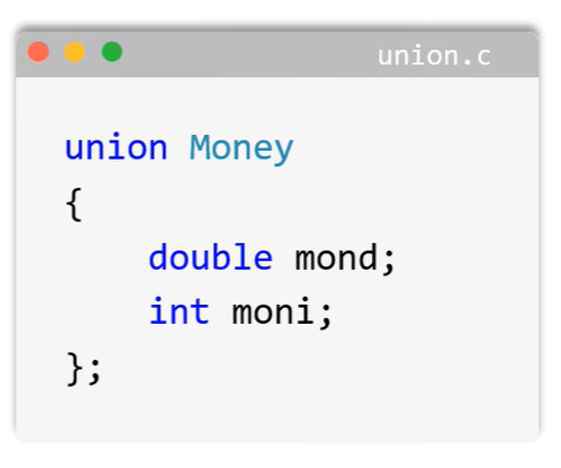 union.c
union Money
{
    double mond;
    int moni;
};